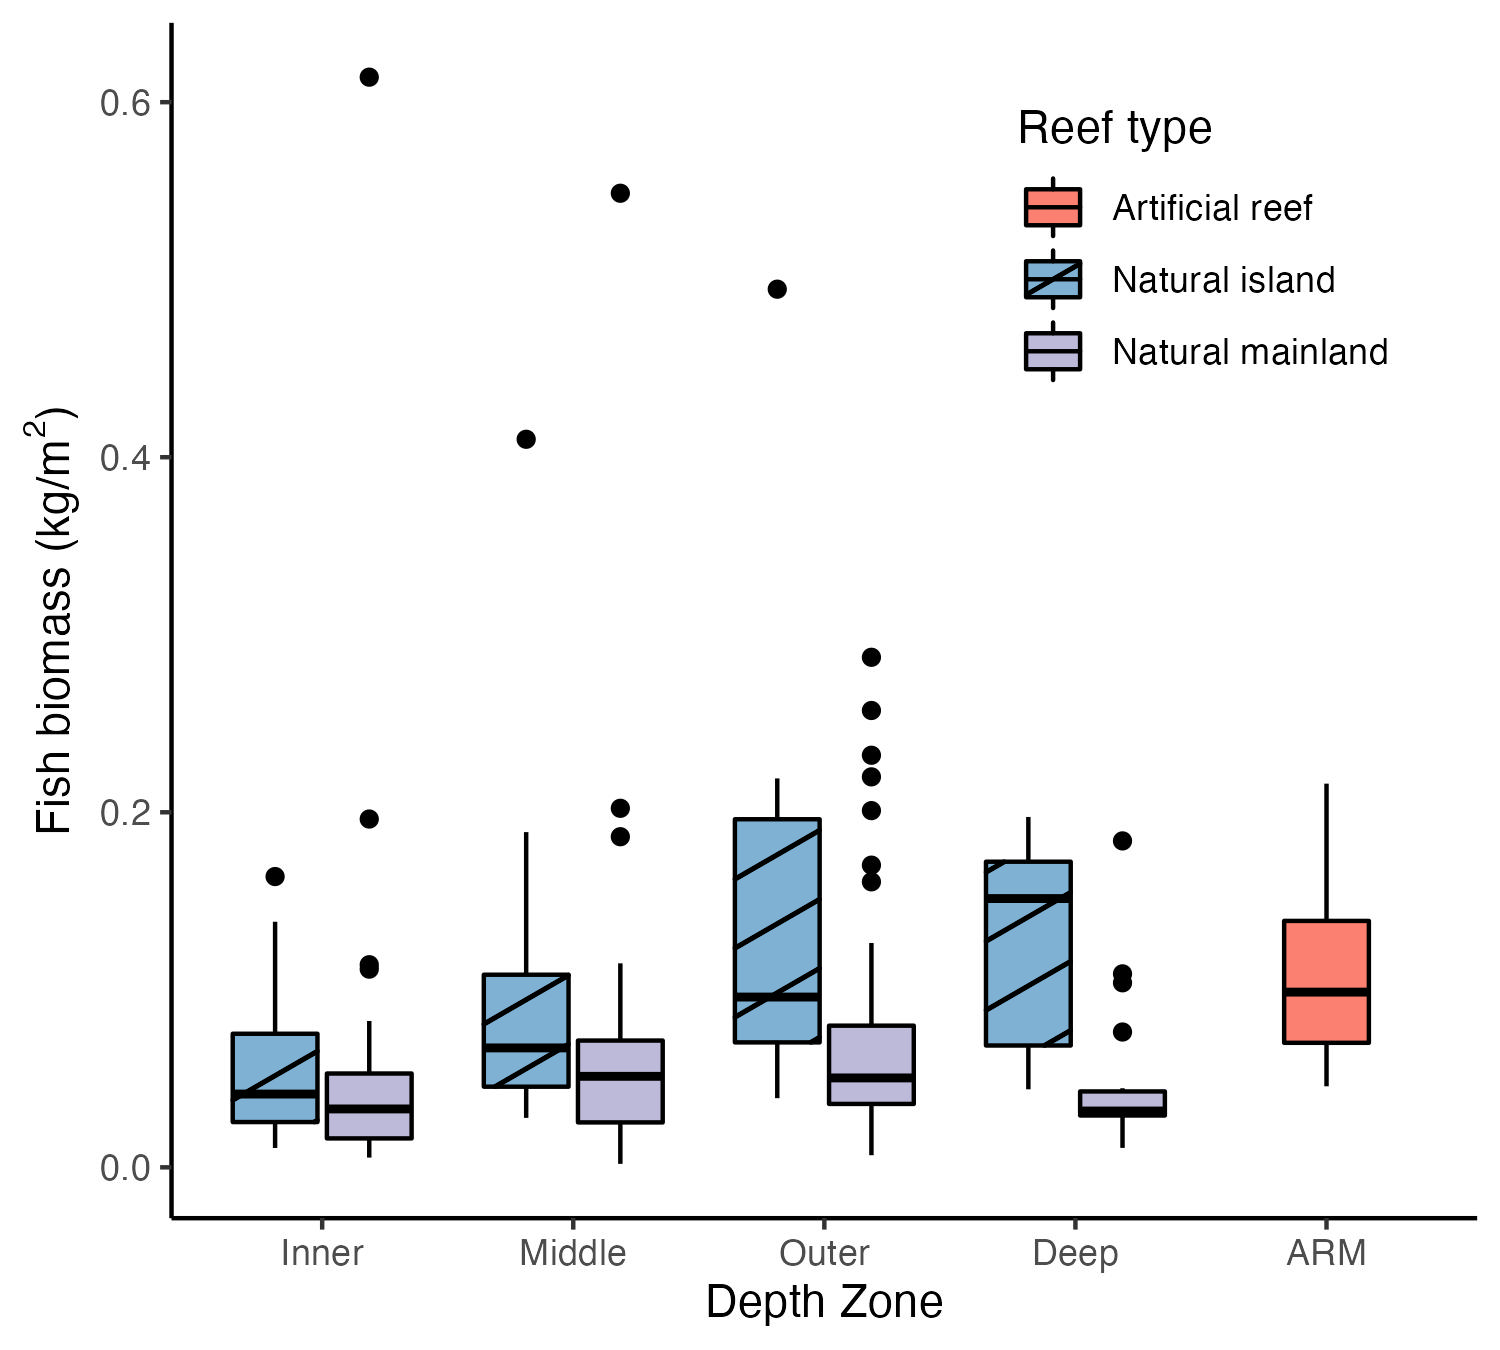 0.6
0.4
0.2
0.0
Fish biomass (kg/m²)
Reef type
Artificial reef
Natural island
Natural mainland
Inner Middle Outer Deep ARM
Depth Zone